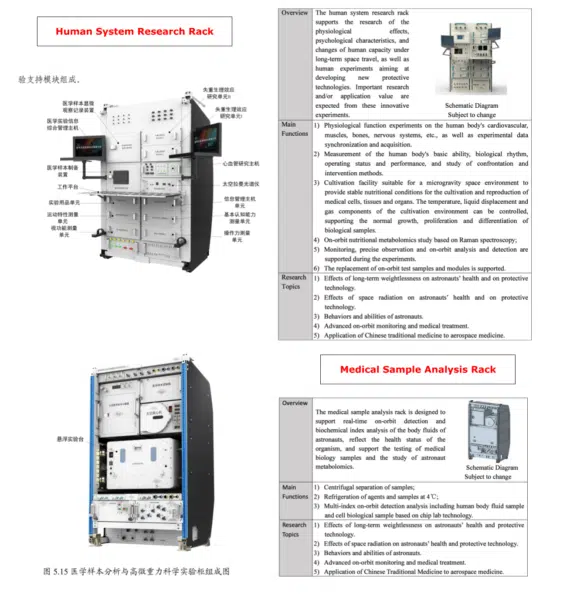 Human System Research Rack
验支持模块组成。
医学样本显微
观察记录装置
医学实验信息
综合管理主机
医学样本制备
装置
工作平台
实验用品单元
运动特性测量
单元
视功能测量
单元
失重生理效应
研究单元II
失重生理效应
研究单元I
心血管研究主机
太空拉曼光谱仪
信息管理主机
单元
基本认知能力
测量单元
操作力测量
单元
Overview
The human system research rack
supports the research of the
physiological effects,
psychological characteristics, and
changes of human capacity under
long-term space travel, as well as
human experiments aiming at
developing new protective
technologies. Important research
and/or application value are
expected from these innovative
experiments.
Schematic Diagram
Subject to change
Main
Functions
1) Physiological function experiments on the human body's cardiovascular,
muscles, bones, nervous systems, etc., as well as experimental data
synchronization and acquisition.
2) Measurement of the human body's basic ability, biological rhythm,
operating status and performance, and study of confrontation and
intervention methods.
3) Cultivation facility suitable for a microgravity space environment to
provide stable nutritional conditions for the cultivation and reproduction of
medical cells, tissues and organs. The temperature, liquid displacement and
gas components of the cultivation environment can be controlled,
supporting the normal growth, proliferation and differentiation of
biological samples.
4) On-orbit nutritional metabolomics study based on Raman spectroscopy;
5) Monitoring, precise observation and on-orbit analysis and detection are
supported during the experiments.
6) The replacement of on-orbit test samples and modules is supported.
Research
Topics
1) Effects of long-term weightlessness on astronauts' health and on protective
technology.
2) Effects of space radiation on astronauts' health and on protective
technology.
3) Behaviors and abilities of astronauts.
4) Advanced on-orbit monitoring and medical treatment.
5) Application of Chinese traditional medicine to aerospace medicine.
悬浮实验台
图 5.15 医学样本分析与高微重力科学实验柜组成图
Medical Sample Analysis Rack
Overview
The medical sample analysis rack is designed to
support real-time on-orbit detection and
biochemical index analysis of the body fluids of
astronauts, reflect the health status of the
organism, and support the testing of medical
biology samples and the study of astronaut
metabolomics.
Schematic Diagram
Subject to change
Main
Functions
1) Centrifugal separation of samples;
2) Refrigeration of agents and samples at 4℃;
3) Multi-index on-orbit detection analysis including human body fluid sample
and cell biological sample based on chip lab technology.
Research
Topics
1) Effects of long-term weightlessness on astronauts' health and protective
technology.
2) Effects of space radiation on astronauts' health and protective technology.
3) Behaviors and abilities of astronauts.
4) Advanced on-orbit monitoring and medical treatment.
5) Application of Chinese Traditional Medicine to aerospace medicine.